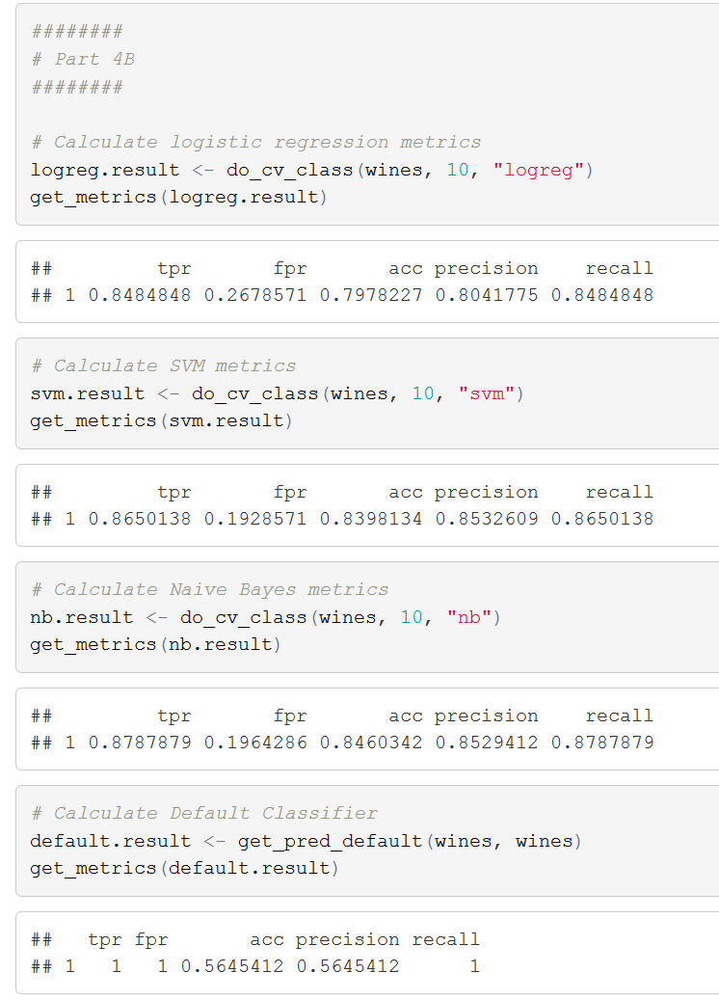 ########
# Part 4B
########
# Calculate logistic regression metrics
logreg.result <- do_cv_class(wines, 10, "logreg")
get_metrics(logreg.result)
##         tpr       fpr       acc precision    recall
## 1 0.8484848 0.2678571 0.7978227 0.8041775 0.8484848
# Calculate SVM metrics
svm.result <- do_cv_class(wines, 10, "svm")
get_metrics(svm.result)
##         tpr       fpr       acc precision    recall
## 1 0.8650138 0.1928571 0.8398134 0.8532609 0.8650138
# Calculate Naive Bayes metrics
nb.result <- do_cv_class(wines, 10, "nb")
get_metrics(nb.result)
##         tpr       fpr       acc precision    recall
## 1 0.8787879 0.1964286 0.8460342 0.8529412 0.8787879
# Calculate Default Classifier
default.result <- get_pred_default(wines, wines)
get_metrics(default.result)
##   tpr fpr       acc precision recall
## 1   1   1 0.5645412 0.5645412      1